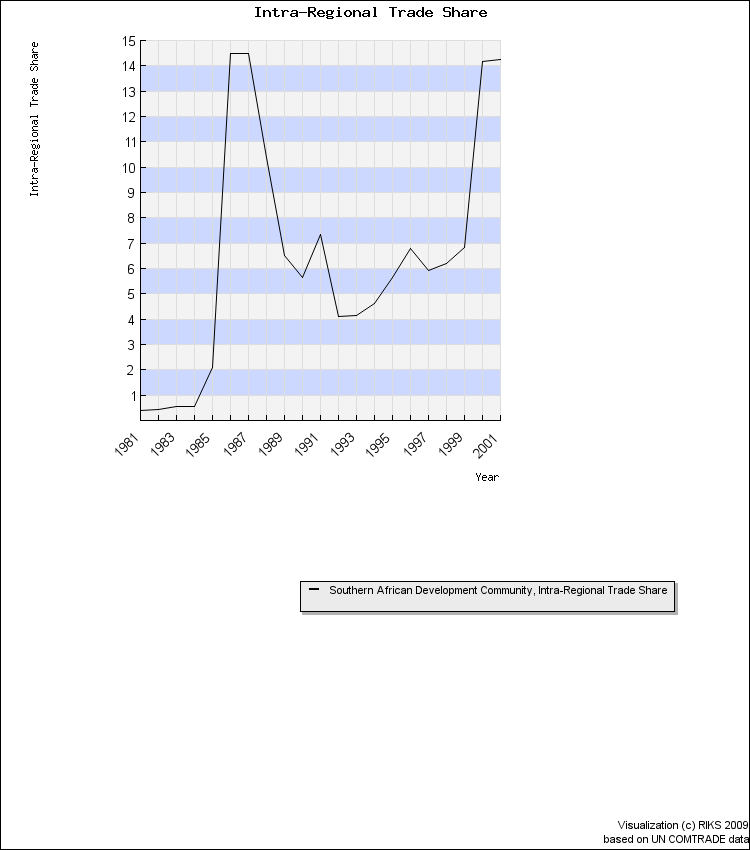 Intra-Regional Trade Share
Intra-Regional Trade Share
15
14
13
12
11
10
9
8
7
6
5
4
3
2
1
1981 1983 1985 1987 1989 1991 1993 1995 1997 1999 2001
Year
Southern African Development Community, Intra-Regional Trade Share
Visualization (c) RIKS 2009
based on UN COMTRADE data